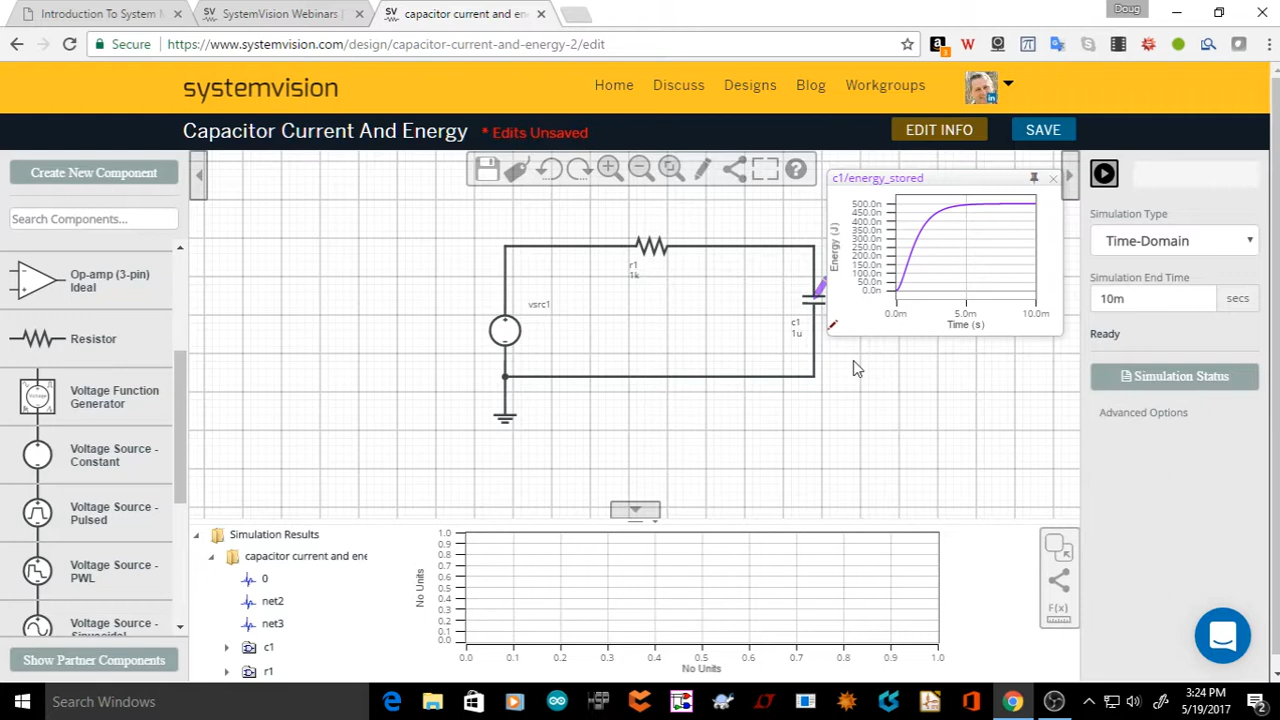 Introduction To System M
SystemVision Webinars |
capacitor current and en
Doug
Secure
https://www.systemvision.com/design/capacitor-current-and-energy-2/edit
systemvision
Home
Discuss
Designs
Blog
Workgroups
Capacitor Current And Energy
* Edits Unsaved
EDIT INFO
SAVE
Create New Component
Search Components...
Op-amp (3-pin)
Ideal
Resistor
Voltage Function
Generator
Voltage
Voltage Source -
Constant
Voltage Source -
Pulsed
Voltage Source -
PWL
Voltage Source -
Sinusoidal
Show Partner Components
r1
1k
vsrc1
c1
1u
c1/energy_stored
500.0n
450.0n
400.0n
350.0n
300.0n
250.0n
200.0n
150.0n
100.0n
50.0n
0.0n
Energy (J)
0.0m
5.0m
10.0m
Time (s)
Simulation Type
Time-Domain
Simulation End Time
10m
secs
Ready
Simulation Status
Advanced Options
Simulation Results
capacitor current and ene
0
net2
net3
c1
r1
1.0
0.9
0.8
0.7
0.6
0.5
0.4
0.3
0.2
0.1
0.0
No Units
0.0
0.1
0.2
0.3
0.4
0.5
0.6
0.7
0.8
0.9
1.0
No Units
F(x)
Search Windows
3:24 PM
5/19/2017
2